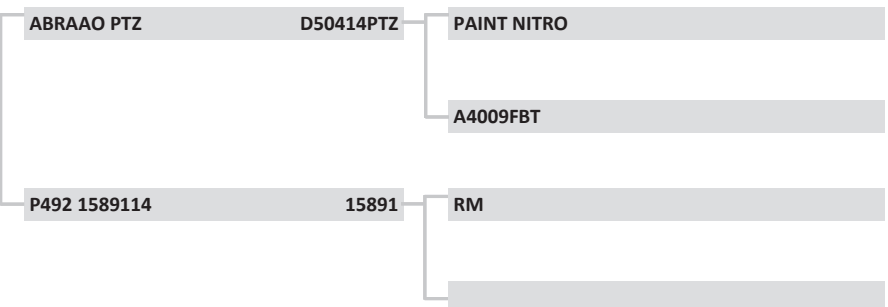 ABRAAO PTZ D50414PTZ PAINT NITRO
A4009FBT
P492 1589114 15891 RM